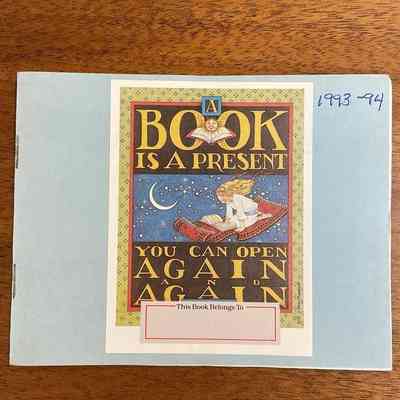 1993-94
A
BOOK
IS A PRESENT
YOU CAN OPEN
AGAIN
AND
AGAIN
This Book Belongs To